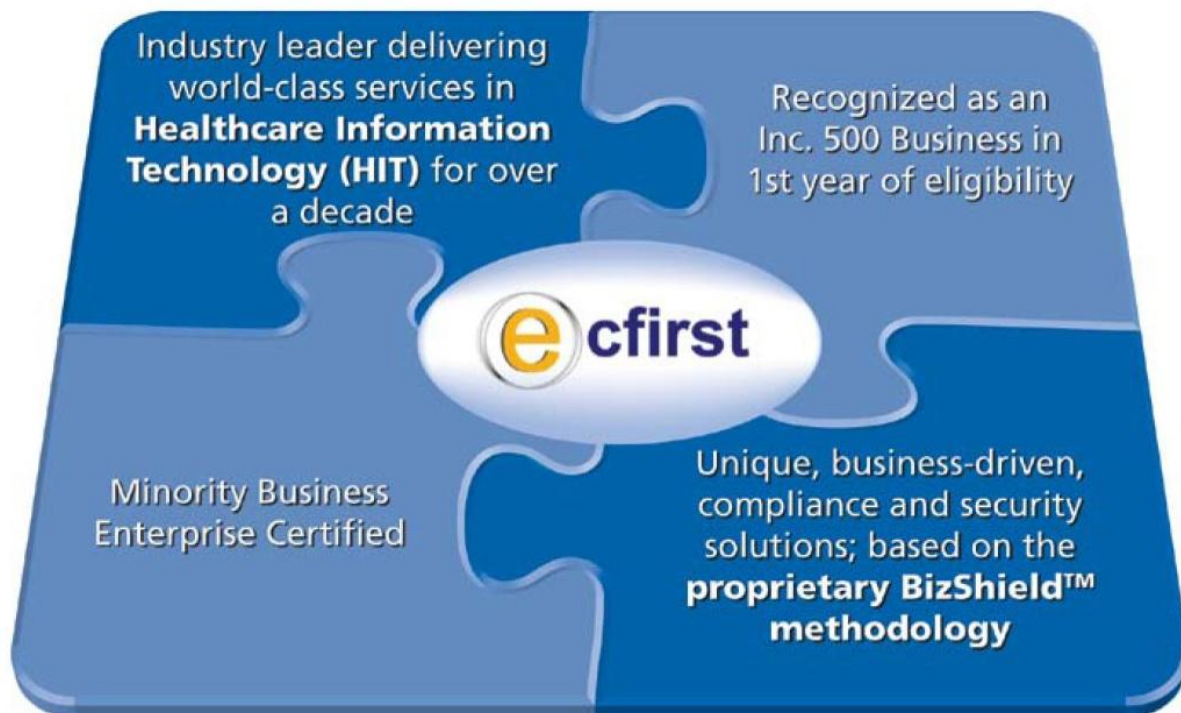 Industry leader delivering
world-class services in
Healthcare Information
Technology (HIT) for over
a decade
Recognized as an
Inc. 500 Business in
1st year of eligibility
ecfirst
Minority Business
Enterprise Certified
Unique, business-driven,
compliance and security
solutions; based on the
proprietary BizShield™
methodology